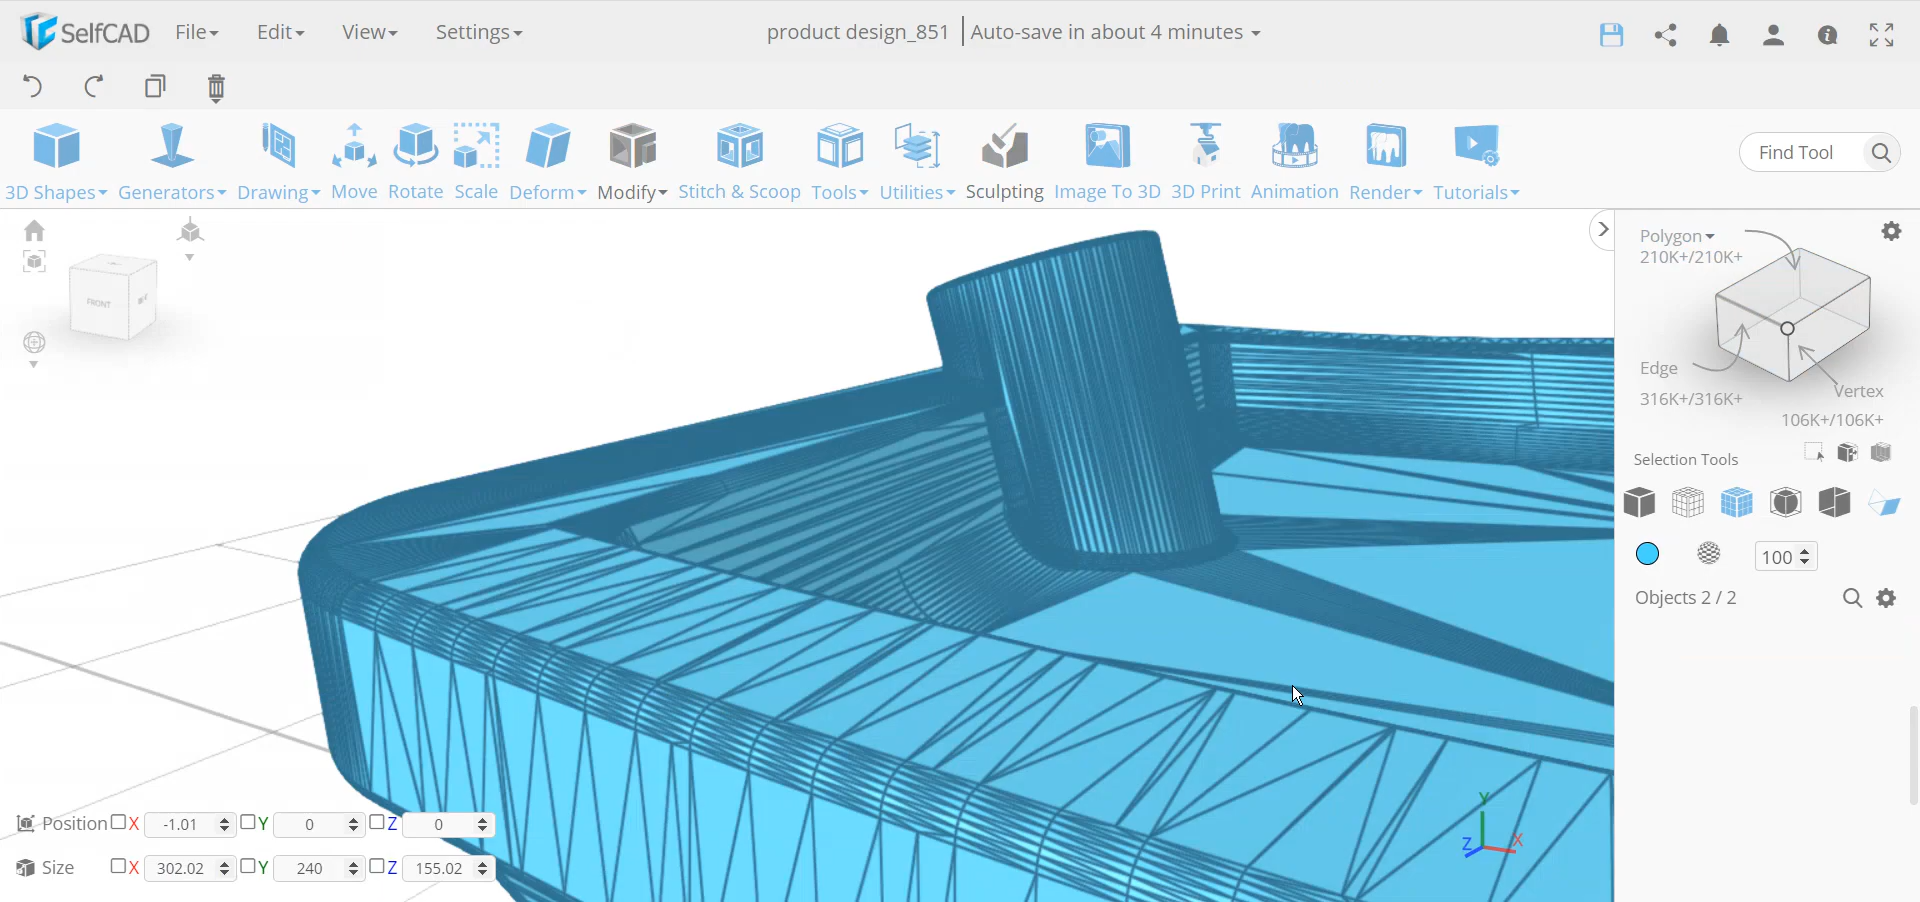 SelfCAD File Edit View Settings product design_851 Auto-save in about 4 minutes
3D Shapes Generators Drawing Move Rotate Scale Deform Modify Stitch & Scoop Tools Utilities Sculpting Image To 3D 3D Print Animation Render Tutorials Find Tool
FRONT
Polygon
210K+/210K+
Edge
316K+/316K+
Vertex
106K+/106K+
Selection Tools
100
Objects 2 / 2
Y
Z X
Position X -1.01 Y 0 Z 0
Size X 302.02 Y 240 Z 155.02